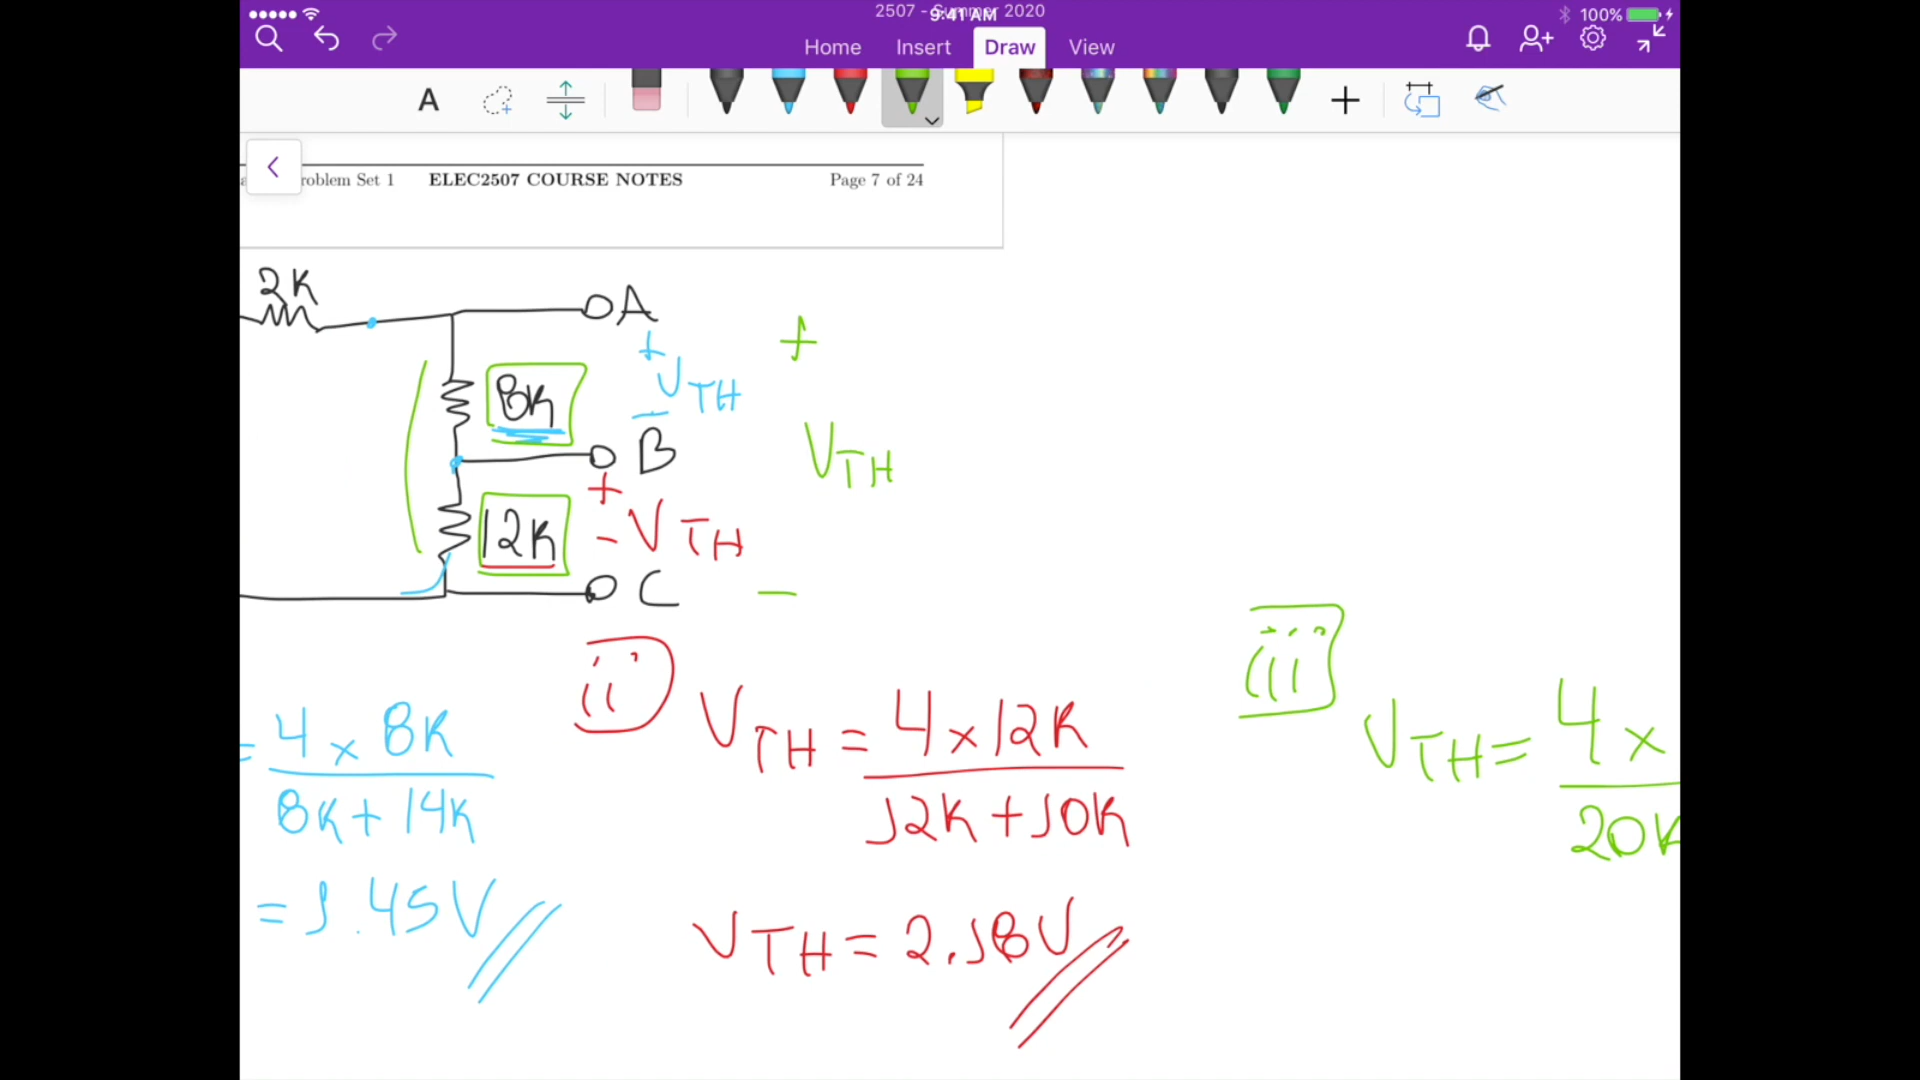 2507 - Summer 2020
9:41 AM
100%
Home Insert Draw View
A
roblem Set 1 ELEC2507 COURSE NOTES Page 7 of 24
2K
A
+
+
8K
VTH
-
B
VTH
+
12K
- VTH
C
-
ii
iii
= 4 x 8K
8K + 14K
= 1.45V
VTH = 4 x 12K
12K + 10K
VTH = 2.18V
VTH = 4 x
20K